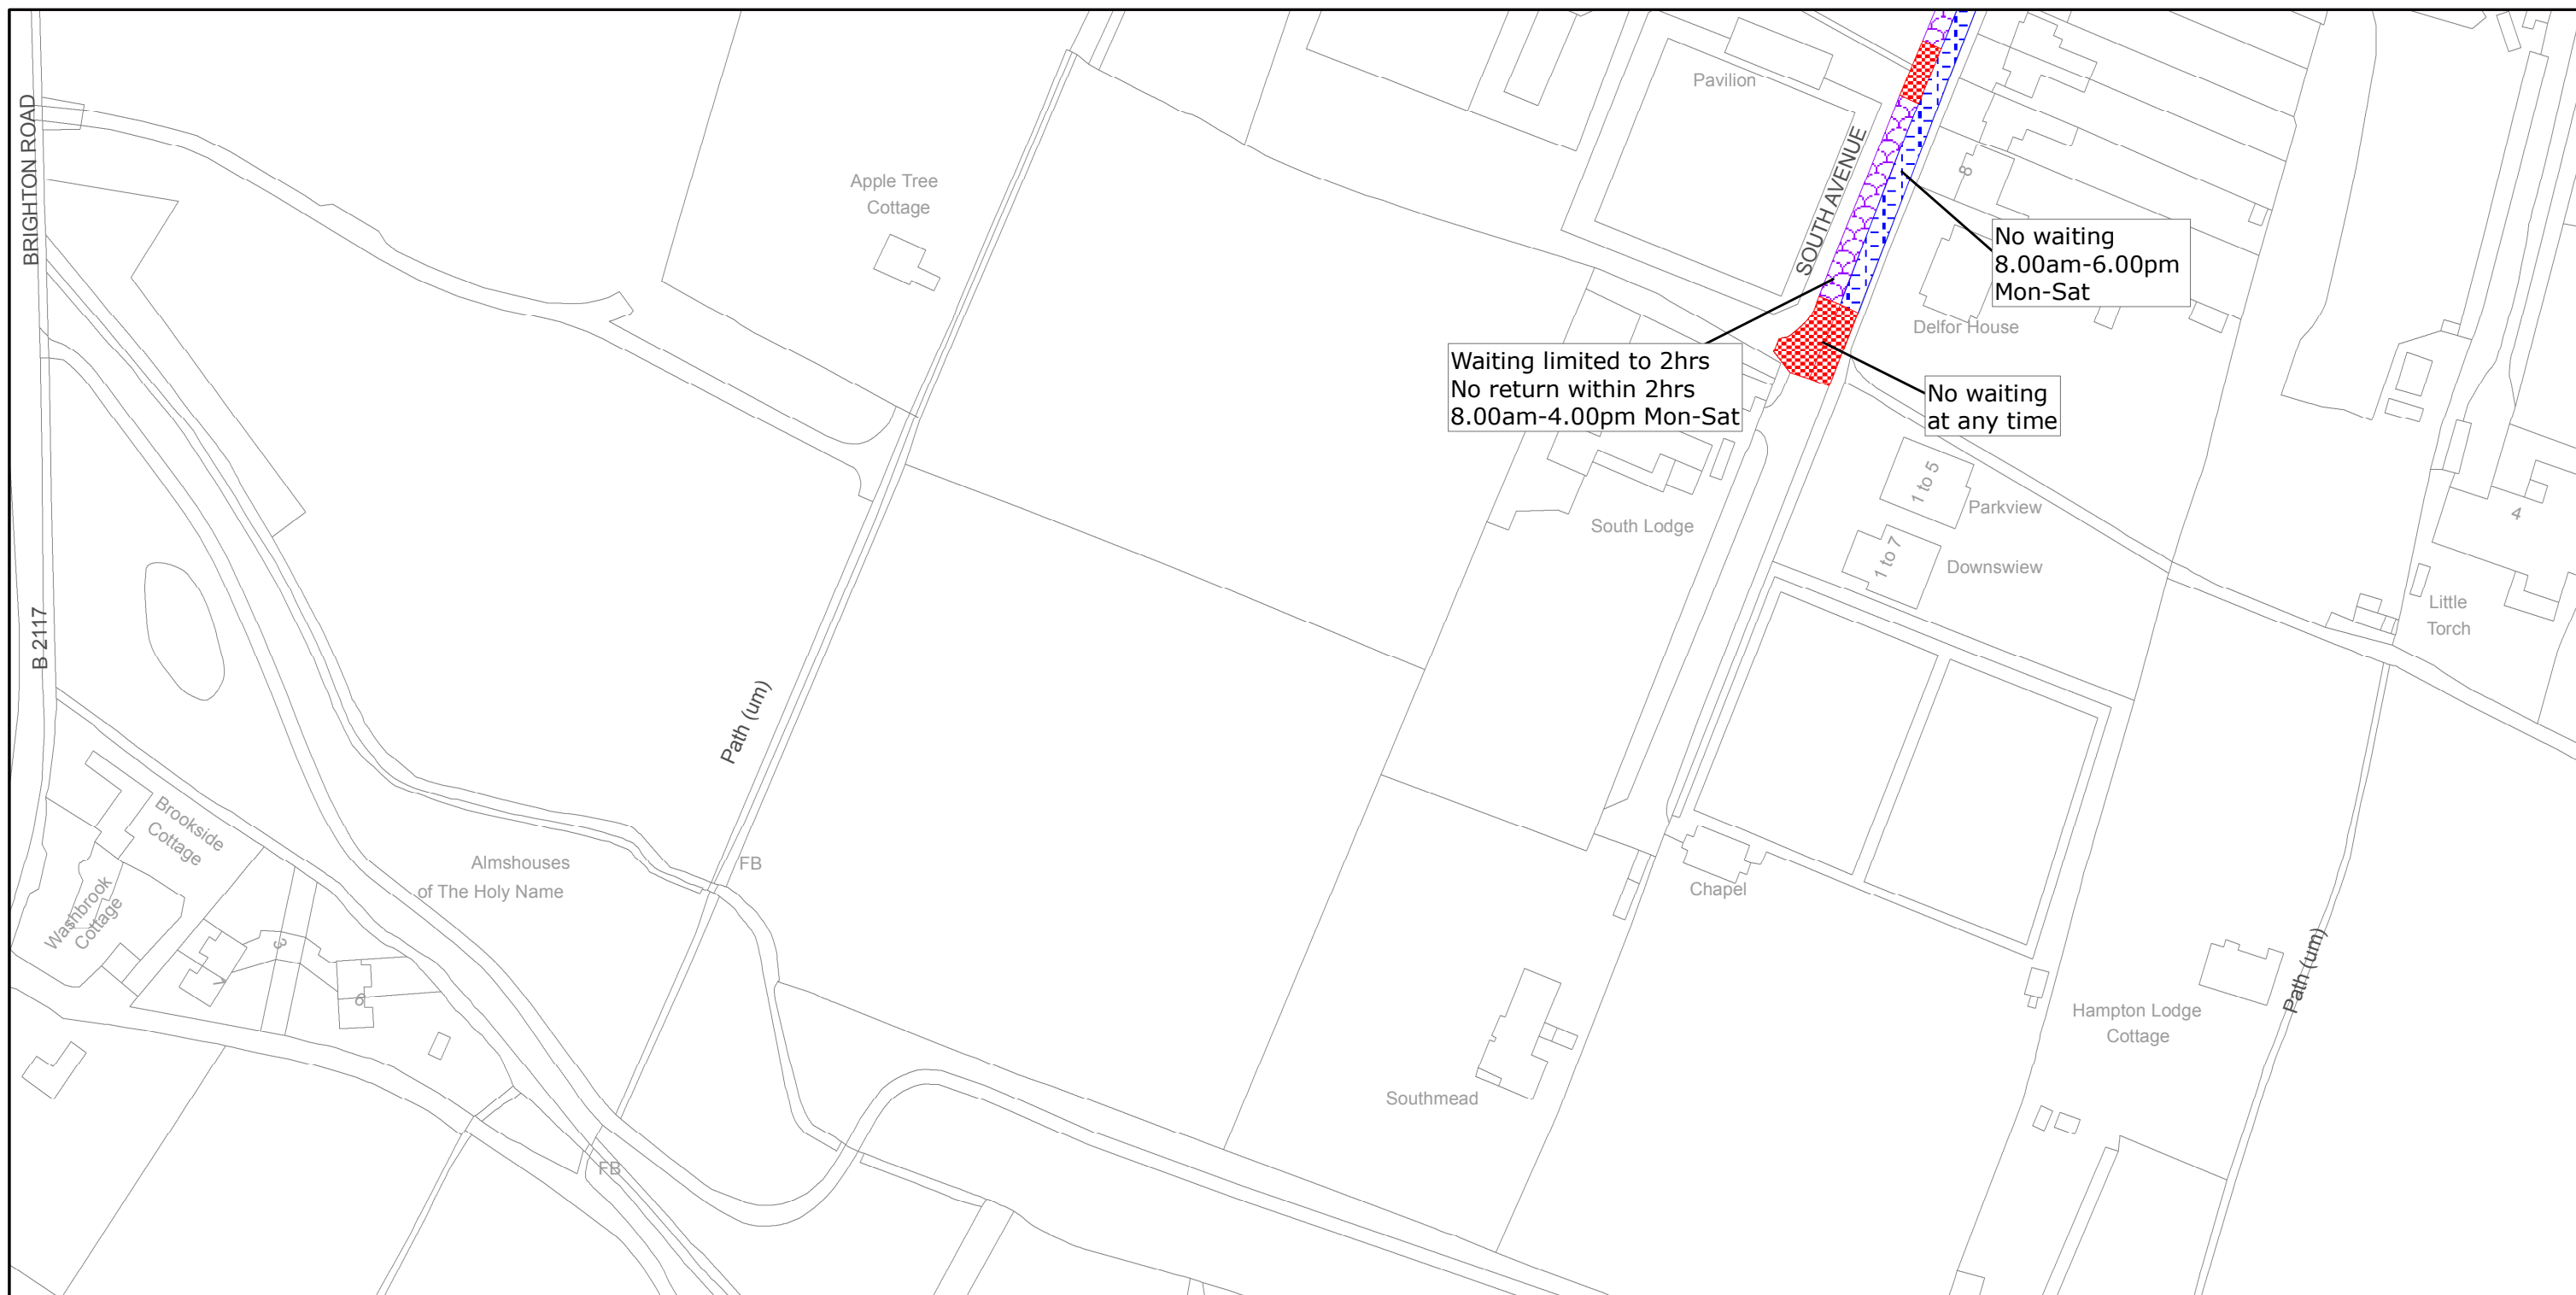 BRIGHTON ROAD
B 2117
Apple Tree
Cottage
Pavilion
SOUTH AVENUE
8
No waiting
8.00am-6.00pm
Mon-Sat
Delfor House
Waiting limited to 2hrs
No return within 2hrs
8.00am-4.00pm Mon-Sat
No waiting
at any time
1 to 5
Parkview
South Lodge
1 to 7
Downswiew
4
Little
Torch
Path (um)
Brookside
Cottage
Washbrook
Cottage
Almshouses
of The Holy Name
FB
3
7
6
Chapel
Path (um)
Hampton Lodge
Cottage
Southmead
FB